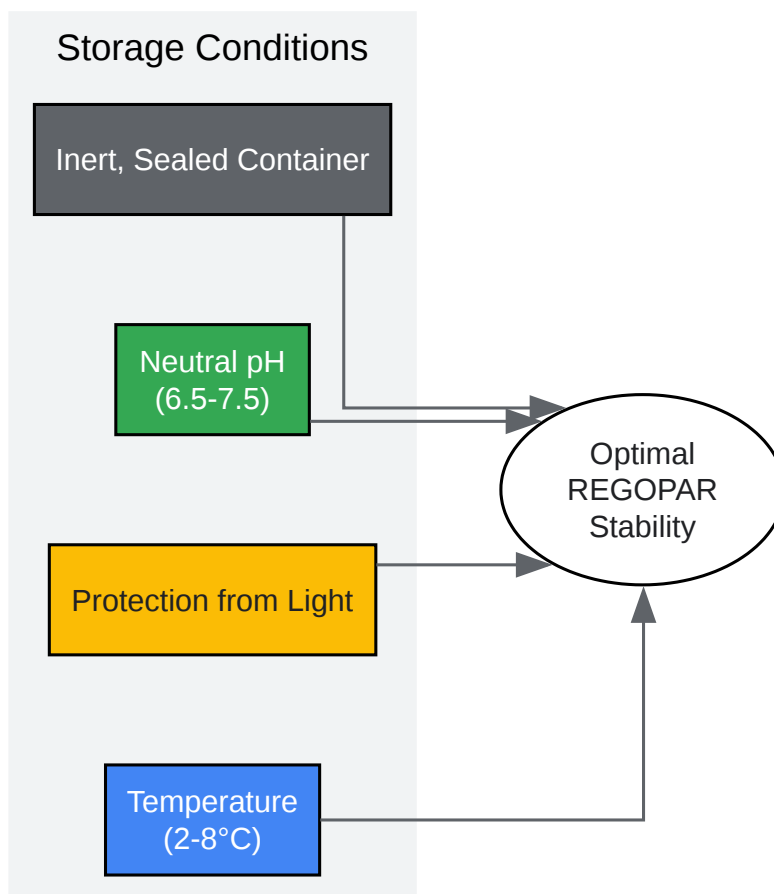 Storage Conditions
Inert, Sealed Container
Neutral pH
(6.5-7.5)
Optimal
REGOPAR
Stability
Protection from Light
Temperature
(2-8°C)